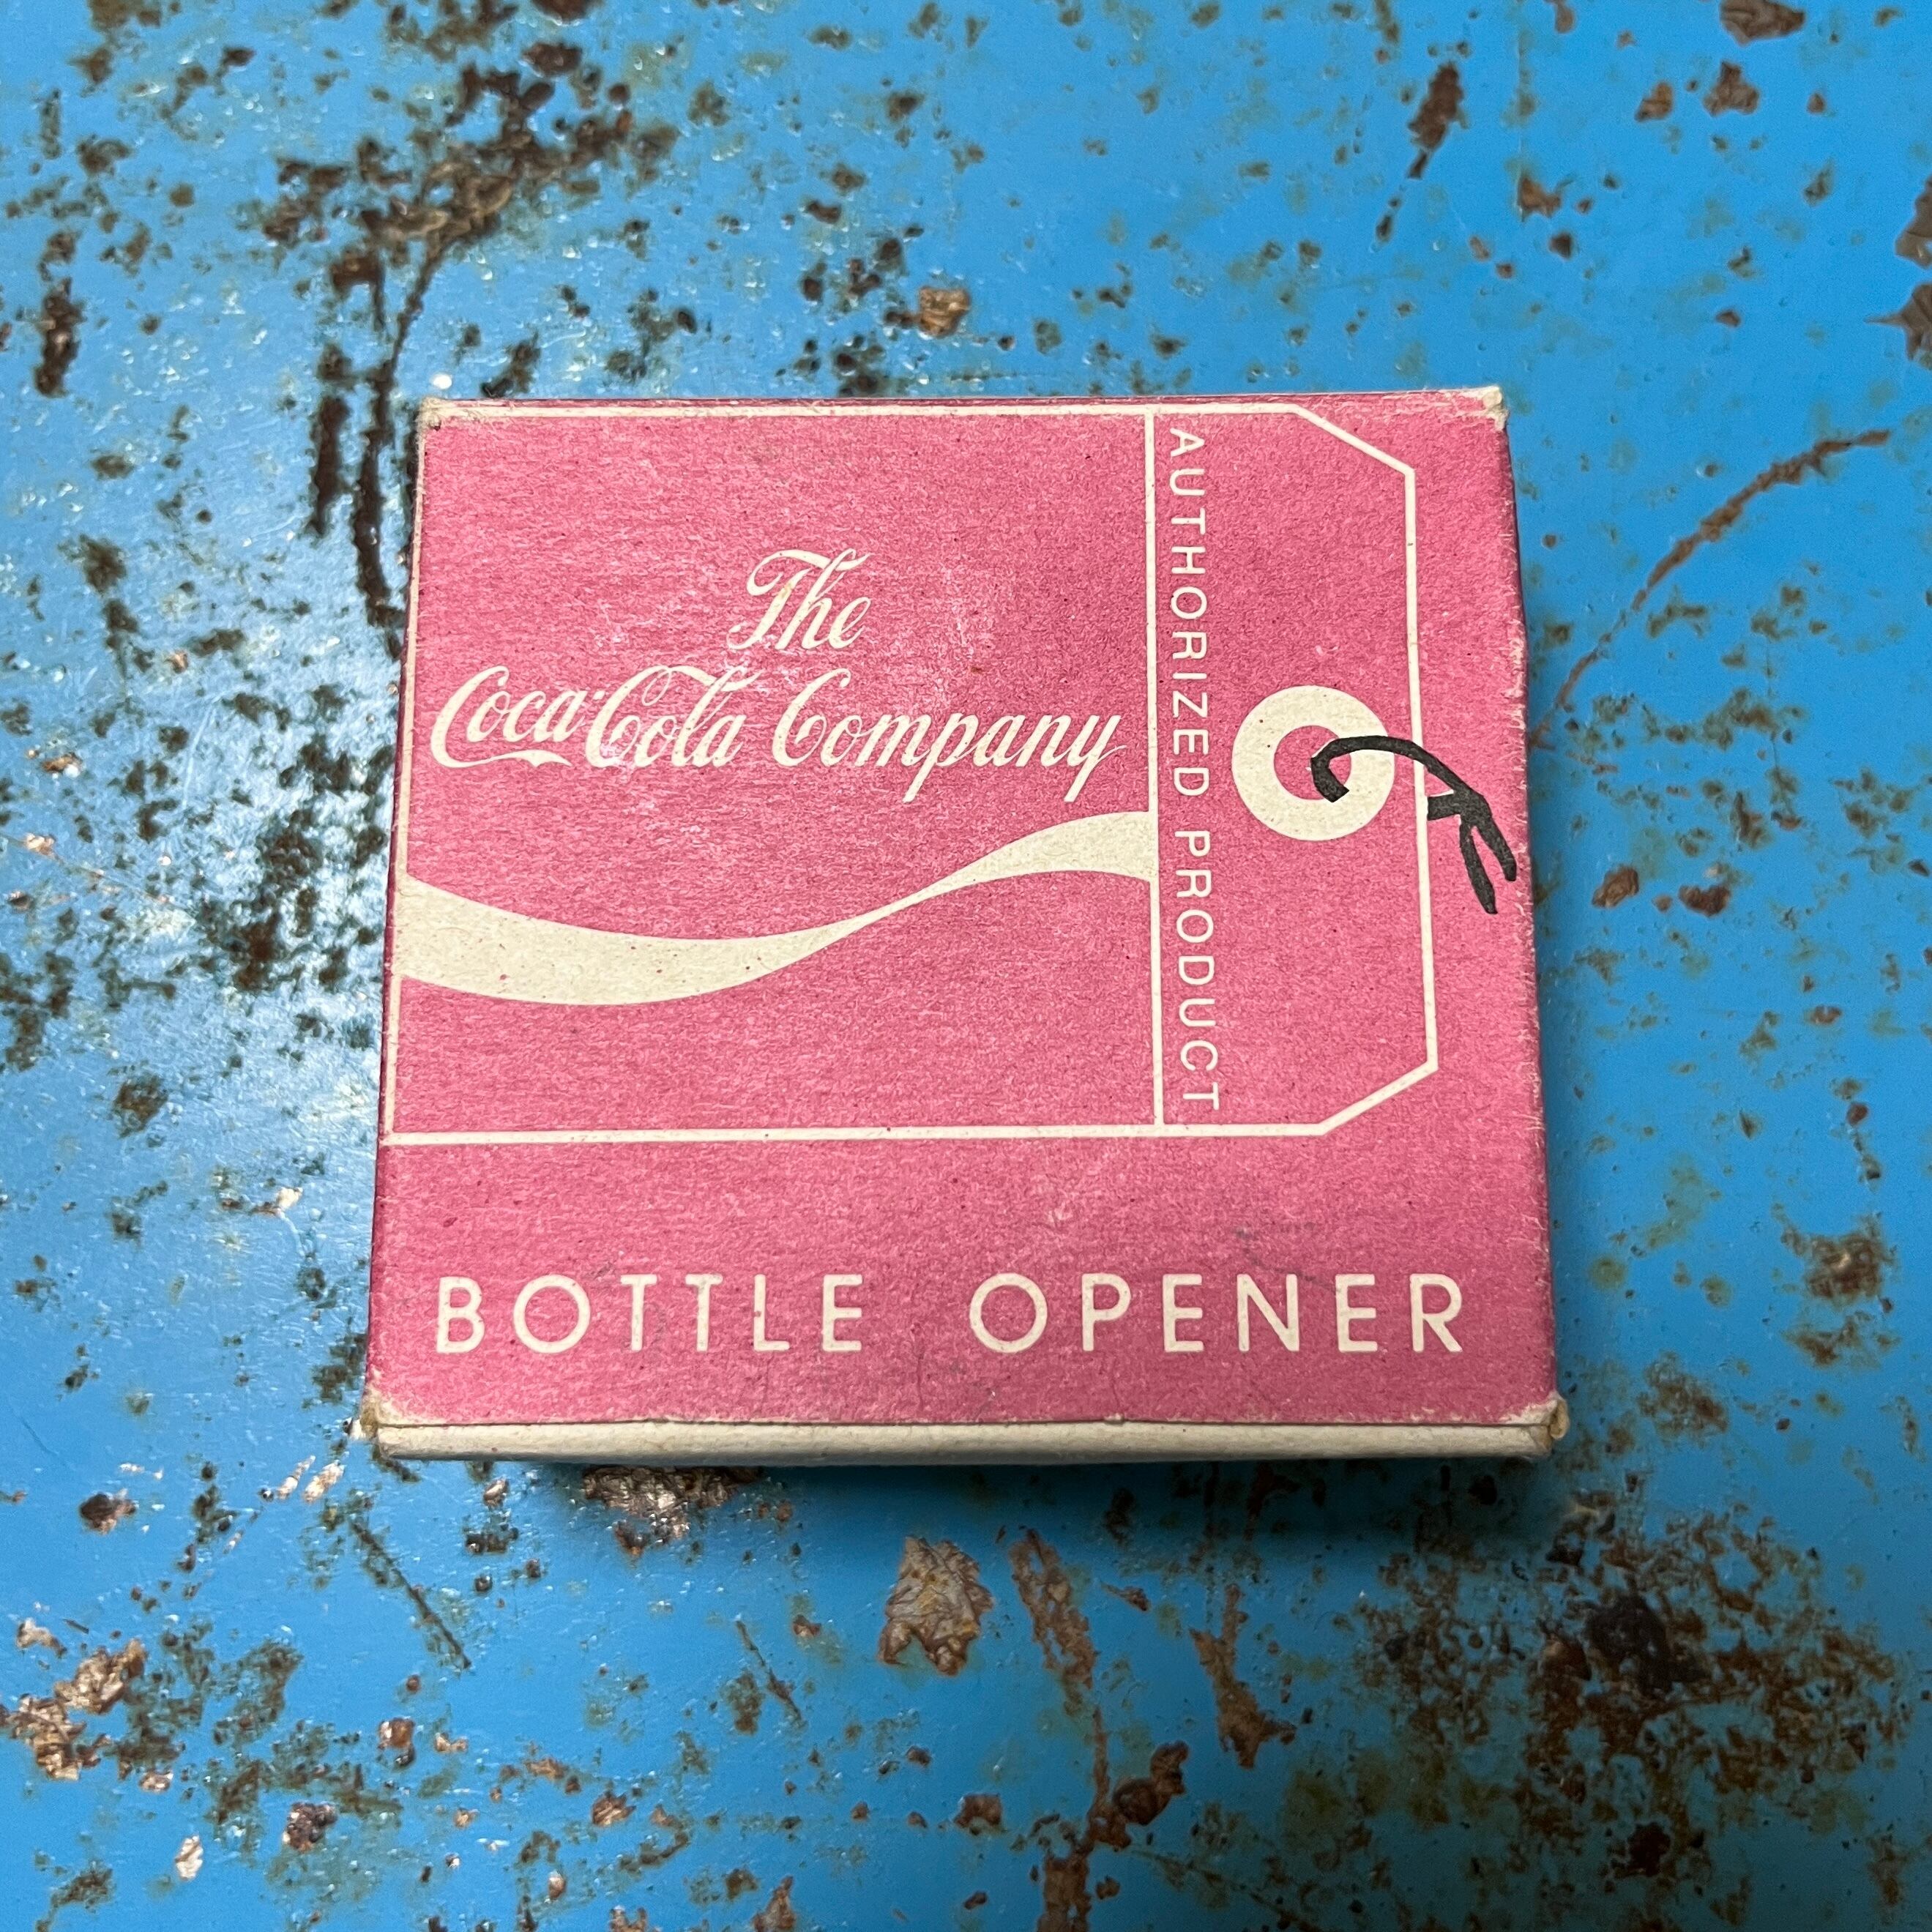 The
Coca-Cola Company
AUTHORIZED PRODUCT
BOTTLE OPENER